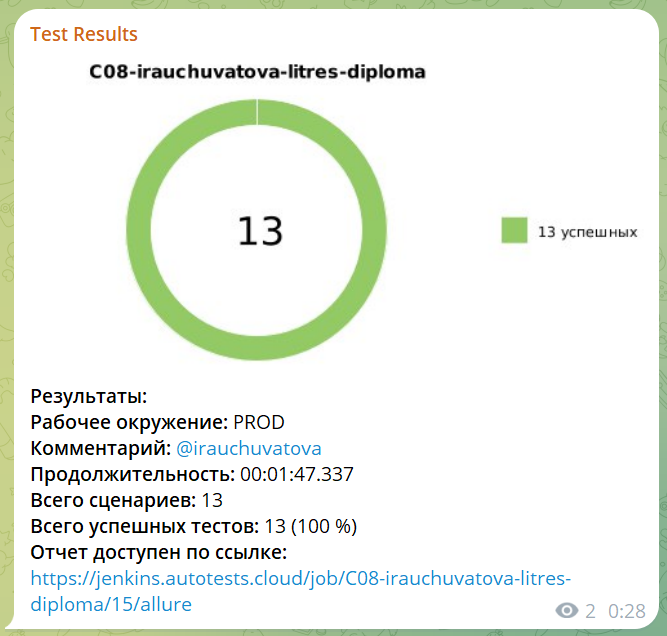 Test Results
C08-irauchuvatova-litres-diploma
13
13 успешных
Результаты:
Рабочее окружение: PROD
Комментарий: @irauchuvatova
Продолжительность: 00:01:47.337
Всего сценариев: 13
Всего успешных тестов: 13 (100 %)
Отчет доступен по ссылке:
https://jenkins.autotests.cloud/job/C08-irauchuvatova-litres-
diploma/15/allure
2 0:28